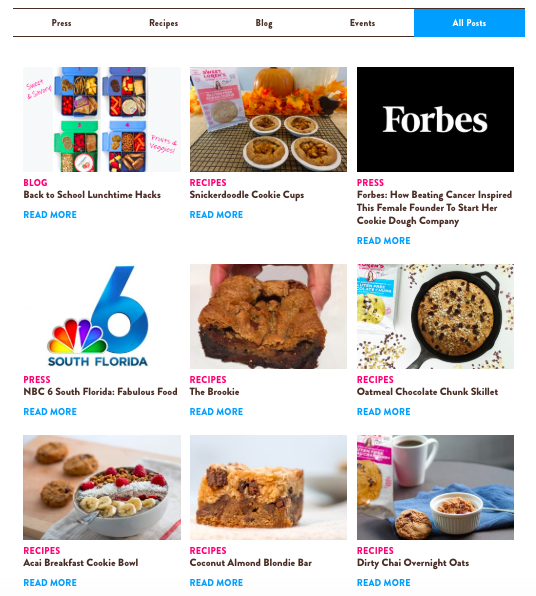 Press
Recipes
Blog
Events
All Posts
Sweet
& Savory
Fruits &
Veggies!
BLOG
Back to School Lunchtime Hacks
READ MORE
RECIPES
Snickerdoodle Cookie Cups
READ MORE
Forbes
PRESS
Forbes: How Beating Cancer Inspired
This Female Founder To Start Her
Cookie Dough Company
READ MORE
6
SOUTH FLORIDA
PRESS
NBC 6 South Florida: Fabulous Food
READ MORE
RECIPES
The Brookie
READ MORE
RECIPES
Oatmeal Chocolate Chunk Skillet
READ MORE
RECIPES
Acai Breakfast Cookie Bowl
READ MORE
RECIPES
Coconut Almond Blondie Bar
READ MORE
RECIPES
Dirty Chai Overnight Oats
READ MORE